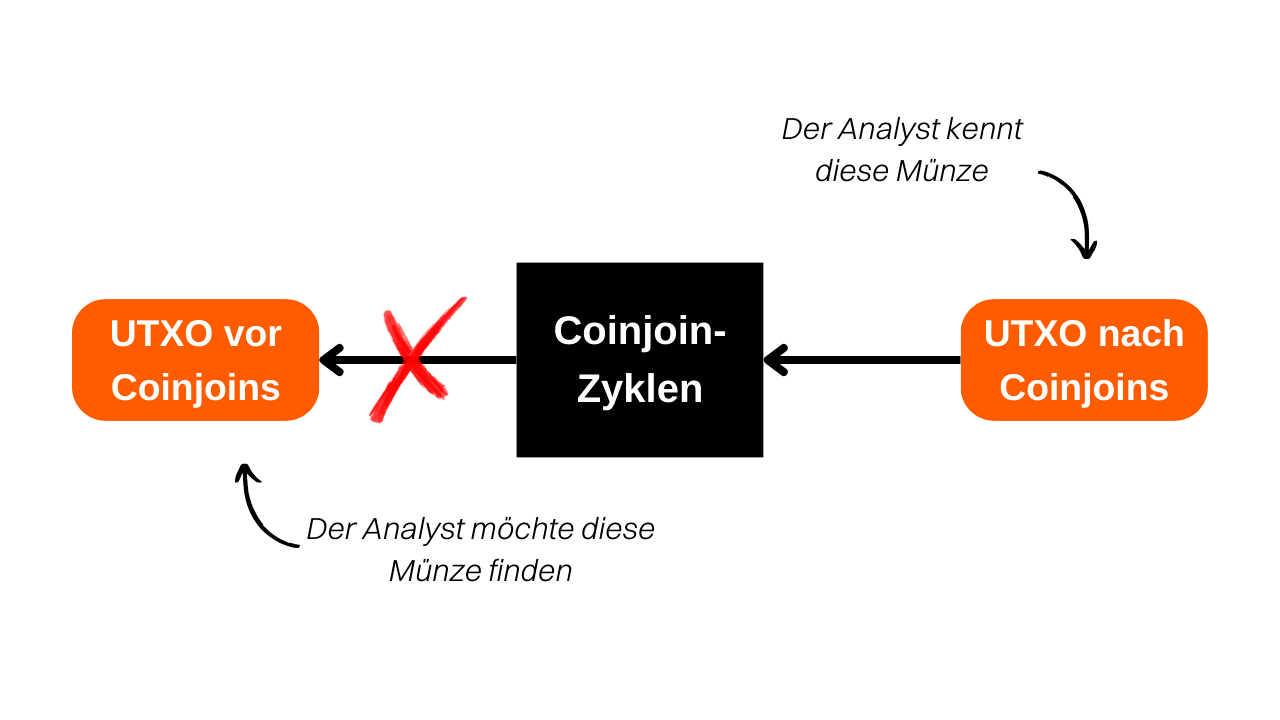 Der Analyst kennt
diese Münze
UTXO vor
Coinjoins
Coinjoin-
Zyklen
UTXO nach
Coinjoins
Der Analyst möchte diese
Münze finden